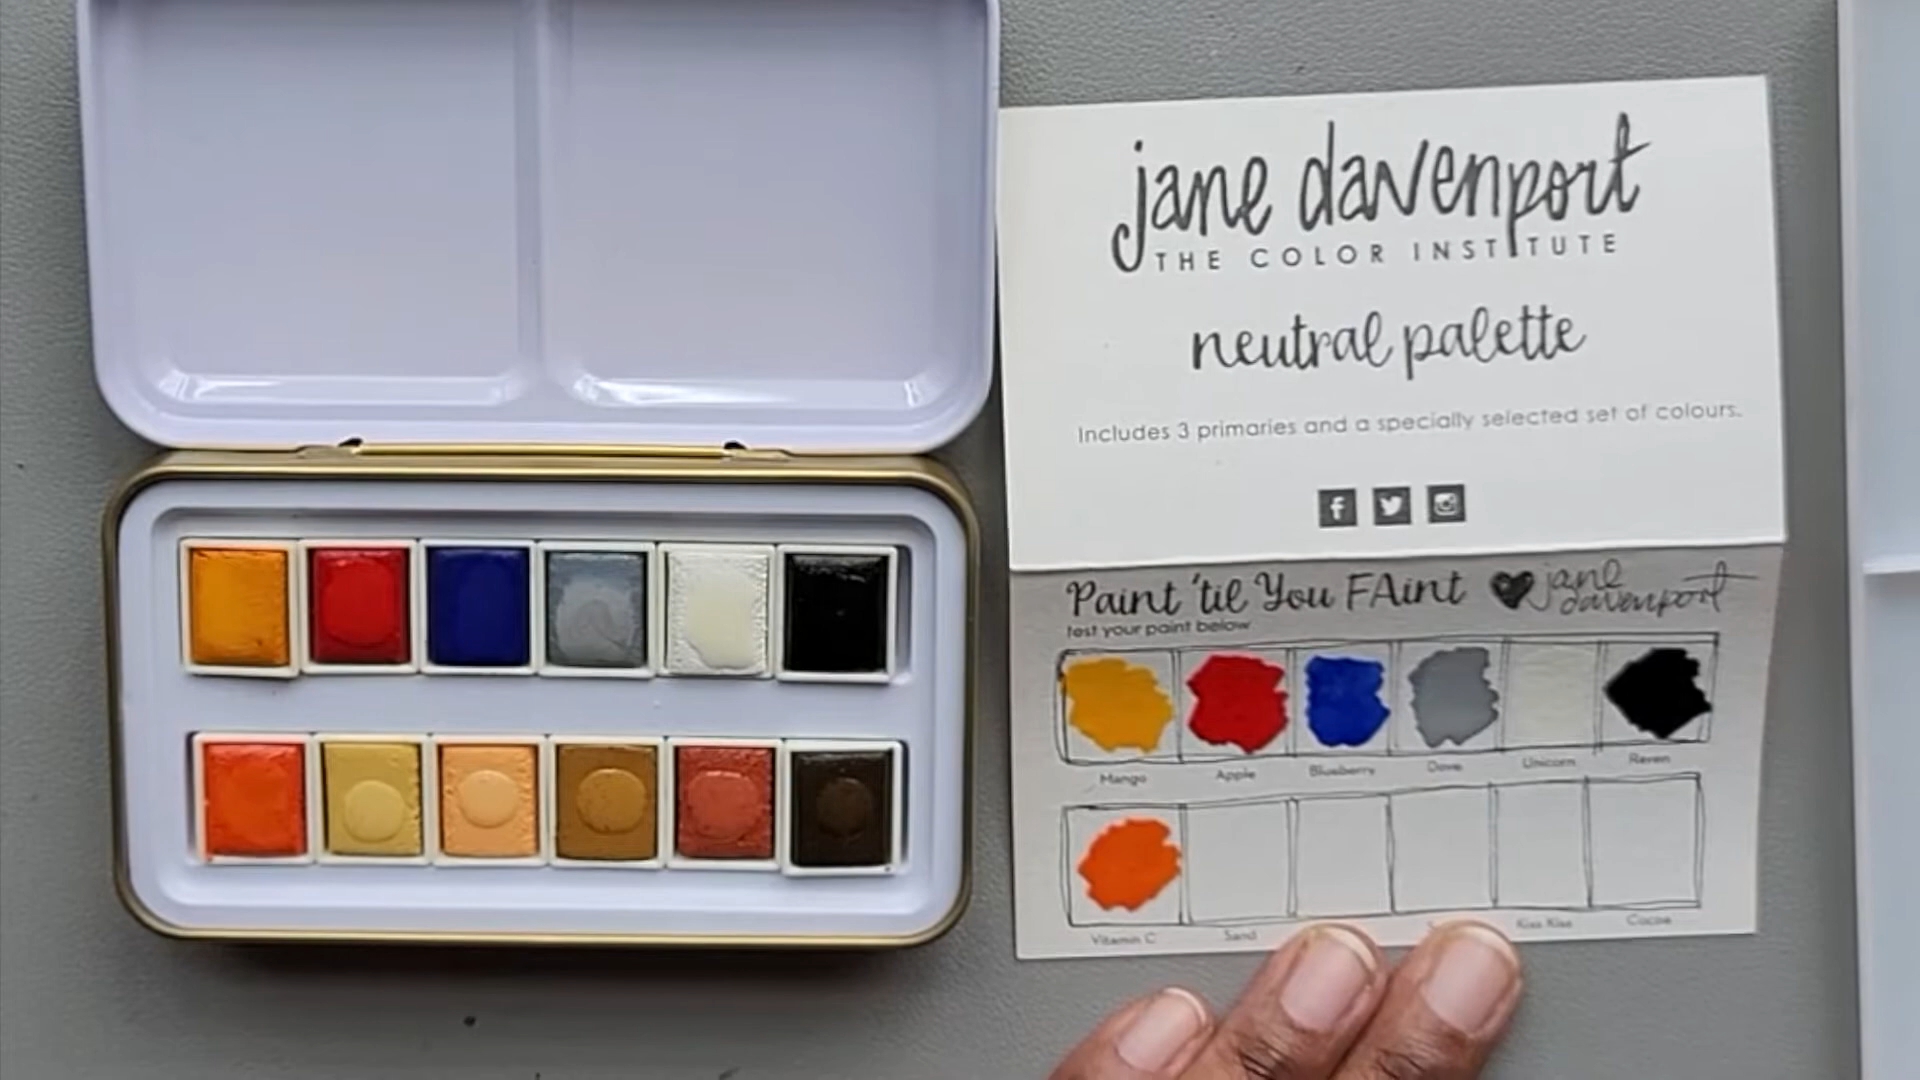 jane davenport
THE COLOR INSTITUTE
neutral palette
Includes 3 primaries and a specially selected set of colours.
Paint 'til You FAint jane davenport
test your paint below
Mango Apple Blueberry Dove Unicorn Raven
Vitamin C Sand Kiss Kiss Cocoa